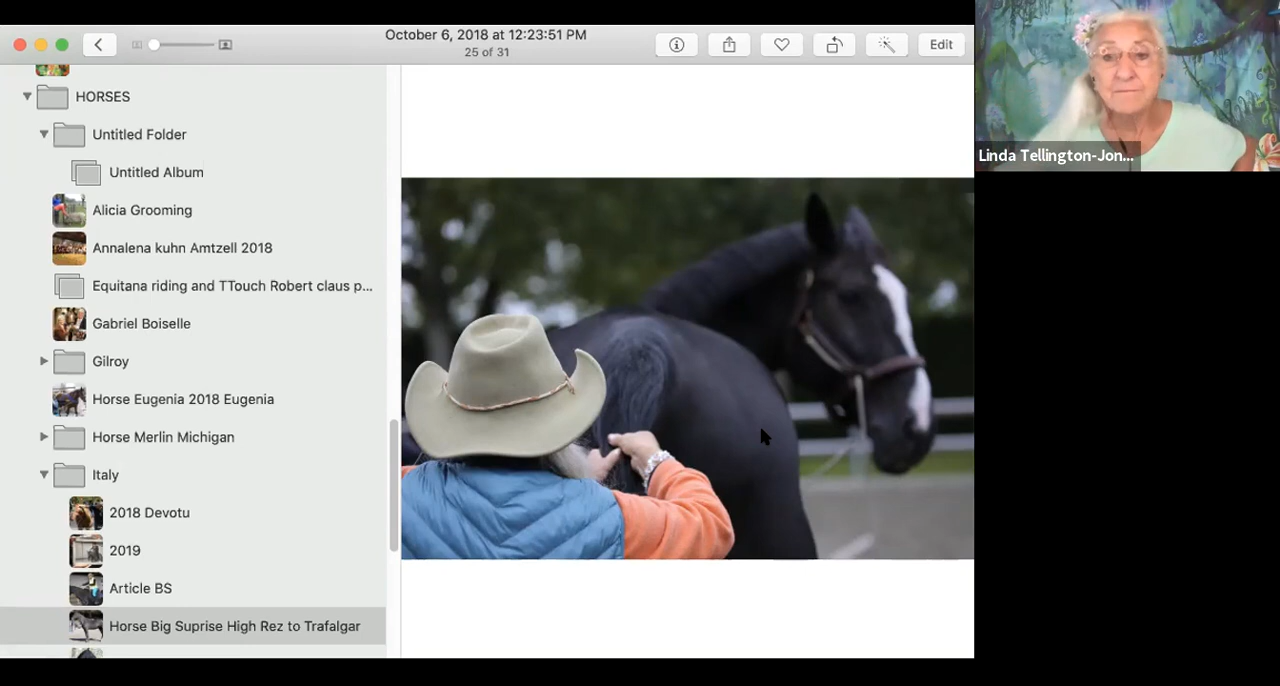 October 6, 2018 at 12:23:51 PM
25 of 31
Edit
HORSES
Untitled Folder
Untitled Album
Alicia Grooming
Annalena kuhn Amtzell 2018
Equitana riding and TTouch Robert claus p...
Gabriel Boiselle
Gilroy
Horse Eugenia 2018 Eugenia
Horse Merlin Michigan
Italy
2018 Devotu
2019
Article BS
Horse Big Suprise High Rez to Trafalgar
Linda Tellington-Jon...